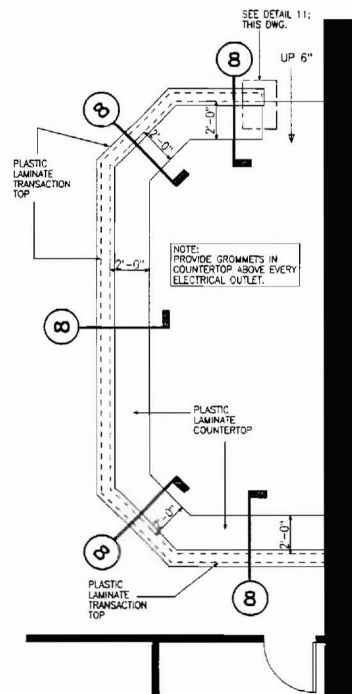 SEE DETAIL 11;
THIS DWG.
UP 6"
8
8
2'-0"
2'-0"
PLASTIC
LAMINATE
TRANSACTION
TOP
2'-0"
NOTE:
PROVIDE GROMMETS IN
COUNTERTOP ABOVE EVERY
ELECTRICAL OUTLET.
8
PLASTIC
LAMINATE
COUNTERTOP
8
2'-0"
2'-0"
PLASTIC
LAMINATE
TRANSACTION
TOP
8